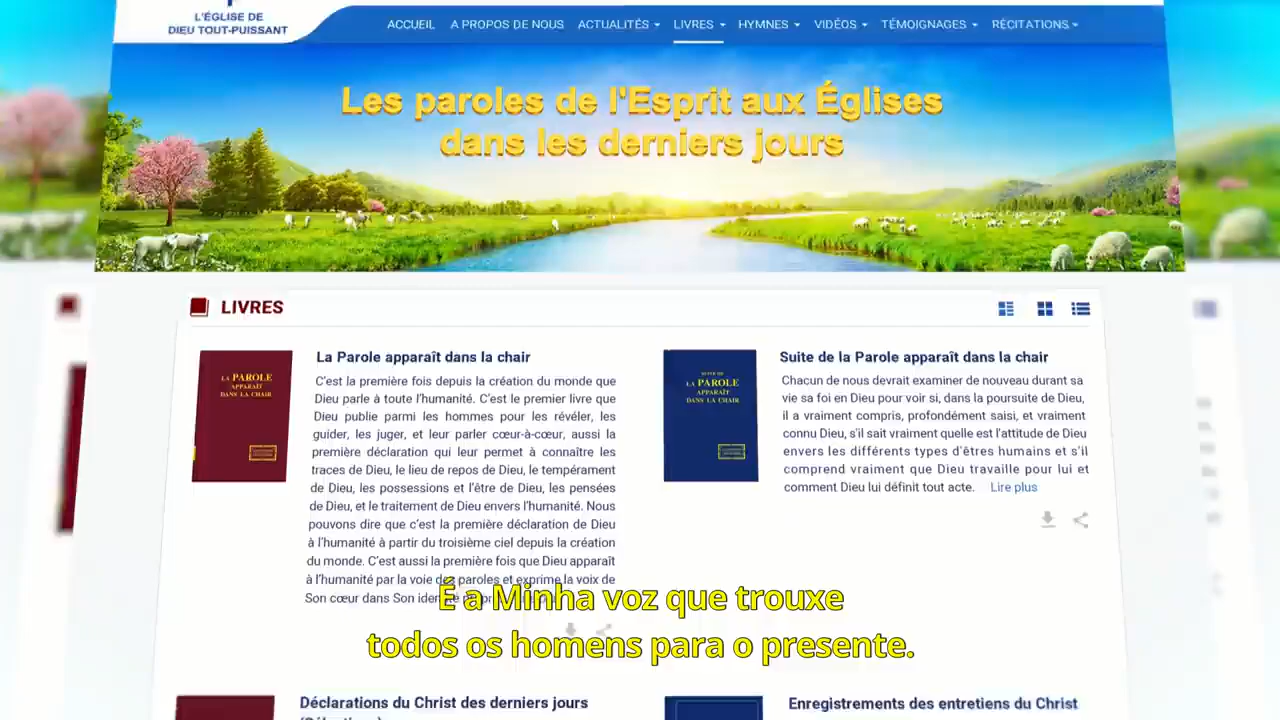 L'ÉGLISE DE
DIEU TOUT-PUISSANT
ACCUEIL A PROPOS DE NOUS ACTUALITÉS LIVRES HYMNES VIDÉOS TÉMOIGNAGES RÉCITATIONS
Les paroles de l'Esprit aux Églises
dans les derniers jours
LIVRES
La Parole apparaît dans la chair
LA PAROLE
APPARAÎT
DANS LA CHAIR
C'est la première fois depuis la création du monde que
Dieu parle à toute l'humanité. C'est le premier livre que
Dieu publie parmi les hommes pour les révéler, les
guider, les juger, et leur parler cœur-à-cœur, aussi la
première déclaration qui leur permet à connaître les
traces de Dieu, le lieu de repos de Dieu, le tempérament
de Dieu, les possessions et l'être de Dieu, les pensées
de Dieu, et le traitement de Dieu envers l'humanité. Nous
pouvons dire que c'est la première déclaration de Dieu
à l'humanité à partir du troisième ciel depuis la création
du monde. C'est aussi la première fois que Dieu apparaît
à l'humanité par la voie de paroles et exprime la voix de
Son cœur dans Son
Suite de la Parole apparaît dans la chair
SUITE DE
LA PAROLE
APPARAÎT
DANS LA CHAIR
Chacun de nous devrait examiner de nouveau durant sa
vie sa foi en Dieu pour voir si, dans la poursuite de Dieu,
il a vraiment compris, profondément saisi, et vraiment
connu Dieu, s'il sait vraiment quelle est l'attitude de Dieu
envers les différents types d'êtres humains et s'il
comprend vraiment que Dieu travaille pour lui et
comment Dieu lui définit tout acte. Lire plus
É a Minha voz que trouxe
todos os homens para o presente.
Déclarations du Christ des derniers jours
Enregistrements des entretiens du Christ